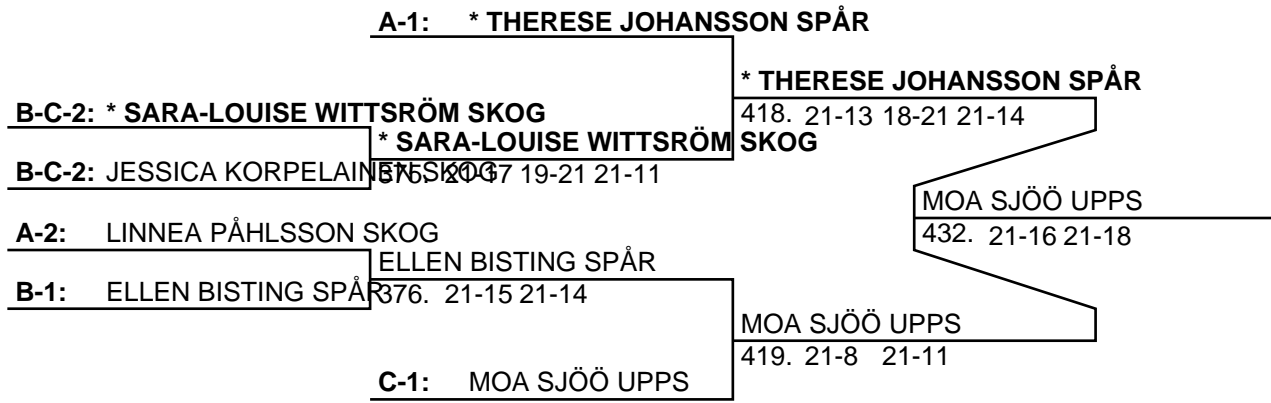 A-1: * THERESE JOHANSSON SPÅR
* THERESE JOHANSSON SPÅR
418. 21-13 18-21 21-14
B-C-2: * SARA-LOUISE WITTSRÖM SKOG
* SARA-LOUISE WITTSRÖM SKOG
B-C-2: JESSICA KORPELAINEN SKOG
375. 21-17 19-21 21-11
MOA SJÖÖ UPPS
432. 21-16 21-18
A-2: LINNEA PÅHLSSON SKOG
ELLEN BISTING SPÅR
B-1: ELLEN BISTING SPÅR
376. 21-15 21-14
MOA SJÖÖ UPPS
419. 21-8 21-11
C-1: MOA SJÖÖ UPPS